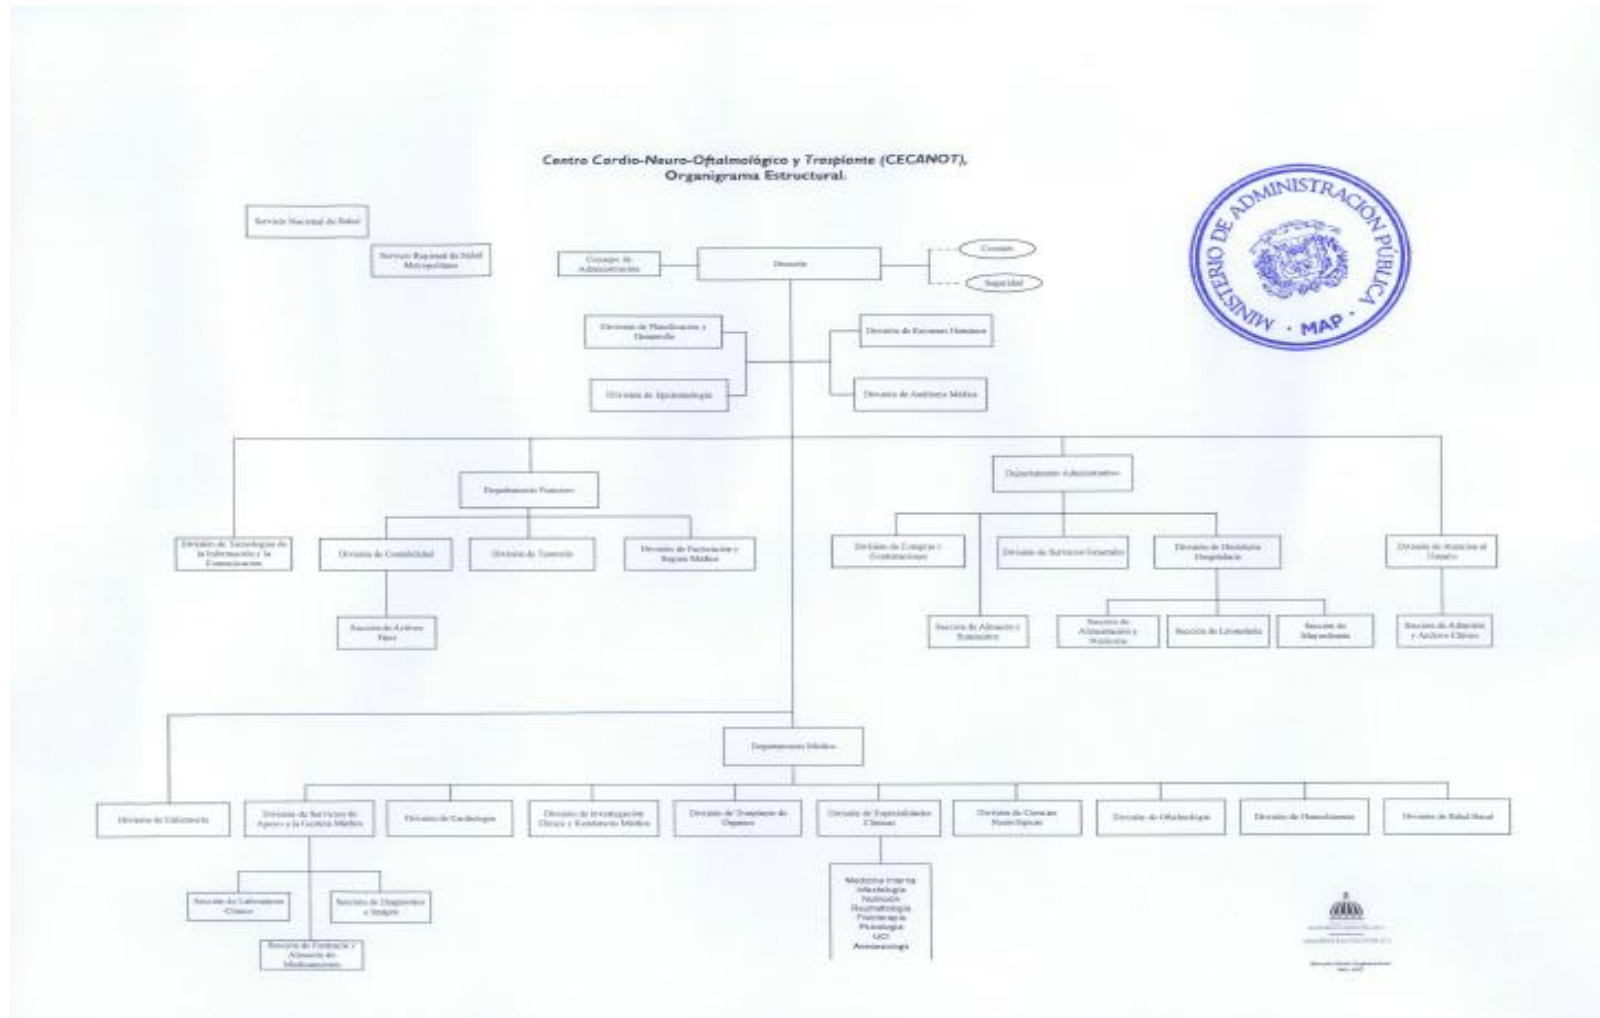 Centro Cardio-Neuro-Oftalmológico y Trasplante (CECANOT),
Organigrama Estructural.
MINISTERIO DE ADMINISTRACIÓN PÚBLICA
· MAP ·
Servicio Nacional de Salud
Servicio Regional de Salud
Metropolitano
Consejo de
Administración
Dirección
Seguridad
División de Planificación y
Desarrollo
División de Recursos Humanos
División de Epidemiología
División de Auditoría Médica
Departamento Financiero
Departamento Administrativo
División de Tecnologías de
la Información y la
Comunicación
División de Contabilidad
División de Tesorería
División de Facturación y
Seguro Médico
División de Compras y
Contrataciones
División de Servicios Generales
División de Hostelería
Hospitalaria
División de Atención al
Usuario
Sección de Activos
Fijos
Sección de Almacén y
Suministro
Sección de
Alimentación y
Nutrición
Sección de Lavandería
Sección de
Mayordomía
Sección de Admisión
y Archivo Clínico
Departamento Médico
División de Enfermería
División de Servicios de
Apoyo a la Gestión Médica
División de Cardiología
División de Investigación
Clínica y Médica
División de Trasplante de
Órganos
División de Especialidades
Clínicas
División de Ciencias
Neurológicas
División de Oftalmología
División de Hemodinamia
División de Salud Bucal
Sección de Laboratorio
Clínico
Sección de Diagnóstico
e Imagen
Sección de Farmacia y
Almacén de
Medicamentos
Medicina Interna
Infectología
Nutrición
Reumatología
Fisioterapia
Psicología
UCI
Anestesiología